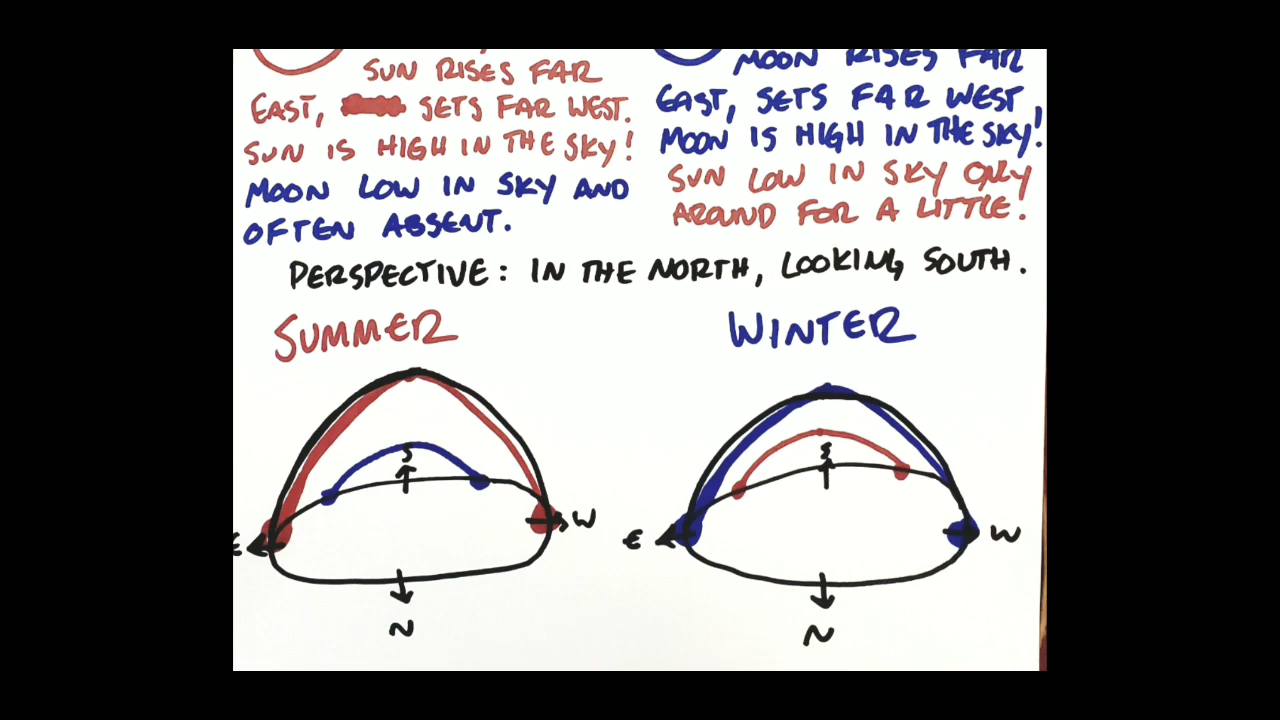 SUN RISES FAR
EAST, SETS FAR WEST.
SUN IS HIGH IN THE SKY!
MOON LOW IN SKY AND
OFTEN ABSENT.
MOON RISES FAR
EAST, SETS FAR WEST,
MOON IS HIGH IN THE SKY!
SUN LOW IN SKY ONLY
AROUND FOR A LITTLE!
PERSPECTIVE: IN THE NORTH, LOOKING SOUTH.
SUMMER
S
E
W
N
WINTER
S
E
W
N